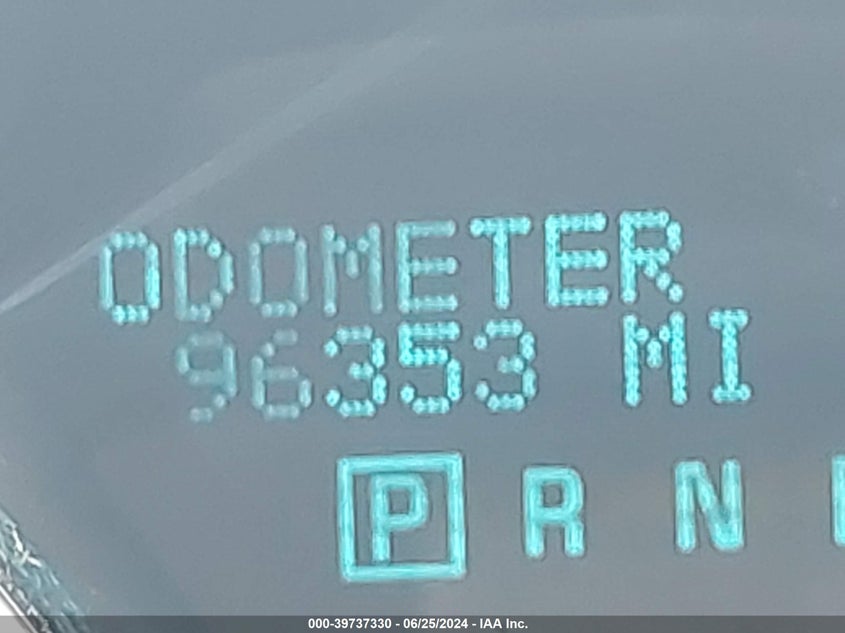 ODOMETER
96353 MI
P R N
000-39737330 - 06/25/2024 - IAA Inc.